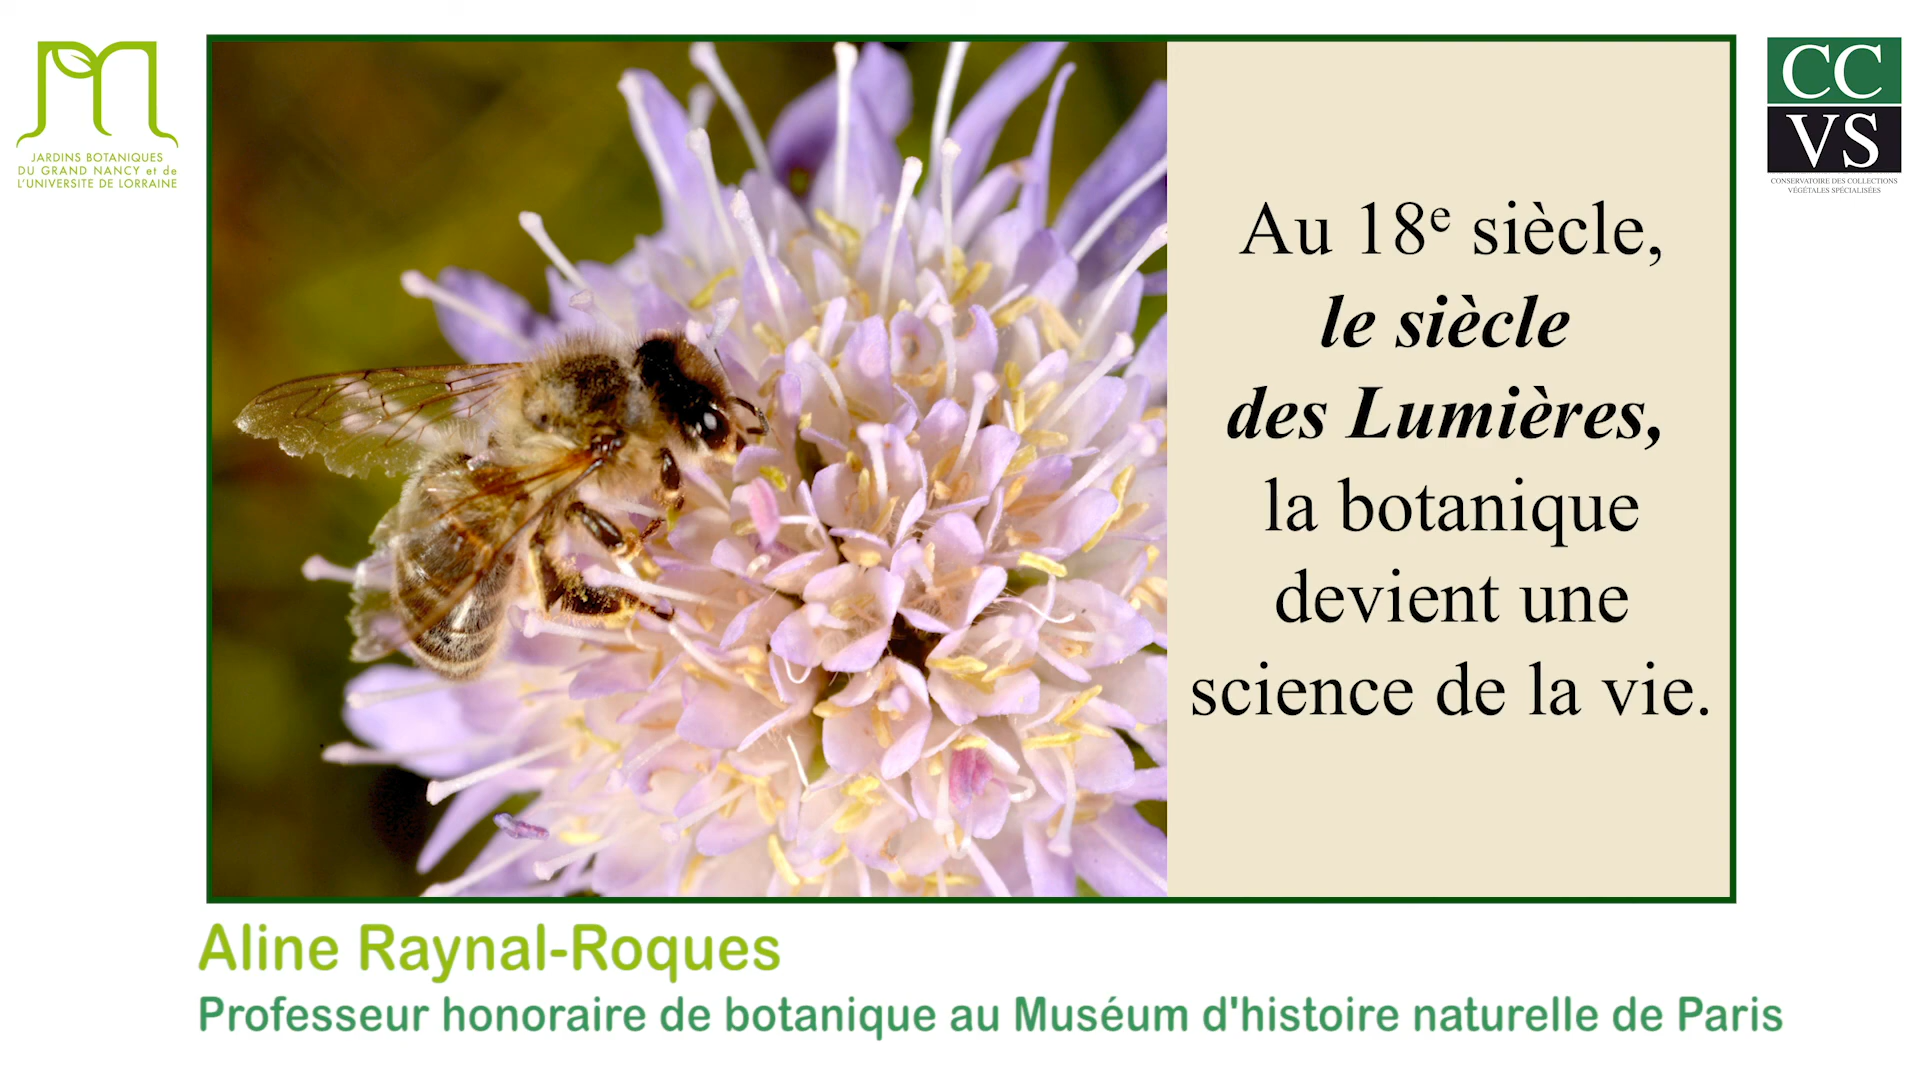 JARDINS BOTANIQUES
DU GRAND NANCY et de
L'UNIVERSITE DE LORRAINE
CC
VS
CONSERVATOIRE DES COLLECTIONS
VÉGÉTALES SPÉCIALISÉES
Au 18e siècle,
le siècle
des Lumières,
la botanique
devient une
science de la vie.
Aline Raynal-Roques
Professeur honoraire de botanique au Muséum d'histoire naturelle de Paris